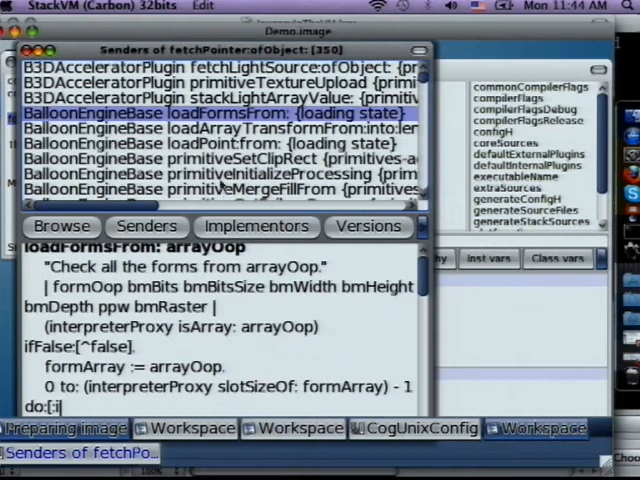 StackVM (Carbon) 32bits Edit
Mon 11:44 AM
Demo.image
Senders of fetchPointer:ofObject: [350]
B3DAcceleratorPlugin fetchLightSource:ofObject: {pr
B3DAcceleratorPlugin primitiveTextureUpload {primit
B3DAcceleratorPlugin stackLightArrayValue: {primit
BalloonEngineBase loadFormsFrom: {loading state}
BalloonEngineBase loadArrayTransformFrom:into:len
BalloonEngineBase loadPoint:from: {loading state}
BalloonEngineBase primitiveSetClipRect {primitives-a
BalloonEngineBase primitiveInitializeProcessing {prim
BalloonEngineBase primitiveMergeFillFrom {primitives
commonCompilerFlags
compilerFlags
compilerFlagsDebug
compilerFlagsRelease
configH
coreSources
defaultExternalPlugins
defaultInternalPlugins
executableName
extraSources
generateConfigH
generateSourceFiles
generateStackSources
Browse Senders Implementors Versions
hy Inst vars Class vars
loadFormsFrom: arrayOop
"Check all the forms from arrayOop."
| formOop bmBits bmBitsSize bmWidth bmHeight
bmDepth ppw bmRaster |
(interpreterProxy isArray: arrayOop)
ifFalse:[^false].
formArray := arrayOop.
0 to: (interpreterProxy slotSizeOf: formArray) - 1
do:[:i|
Preparing image Workspace Workspace CogUnixConfig Workspace
Senders of fetchPo...
100%
Choo